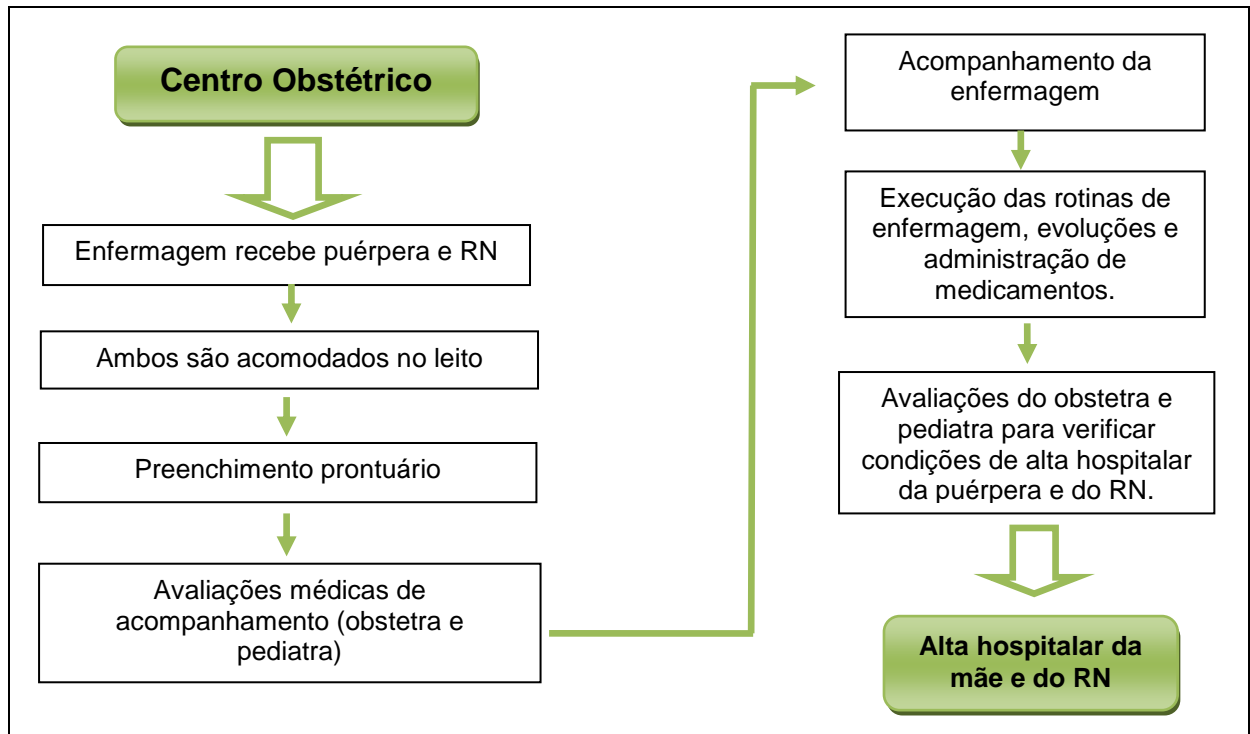 Centro Obstétrico
Enfermagem recebe puérpera e RN
Ambos são acomodados no leito
Preenchimento prontuário
Avaliações médicas de
acompanhamento (obstetra e
pediatra)
Acompanhamento da
enfermagem
Execução das rotinas de
enfermagem, evoluções e
administração de
medicamentos.
Avaliações do obstetra e
pediatra para verificar
condições de alta hospitalar
da puérpera e do RN.
Alta hospitalar da
mãe e do RN